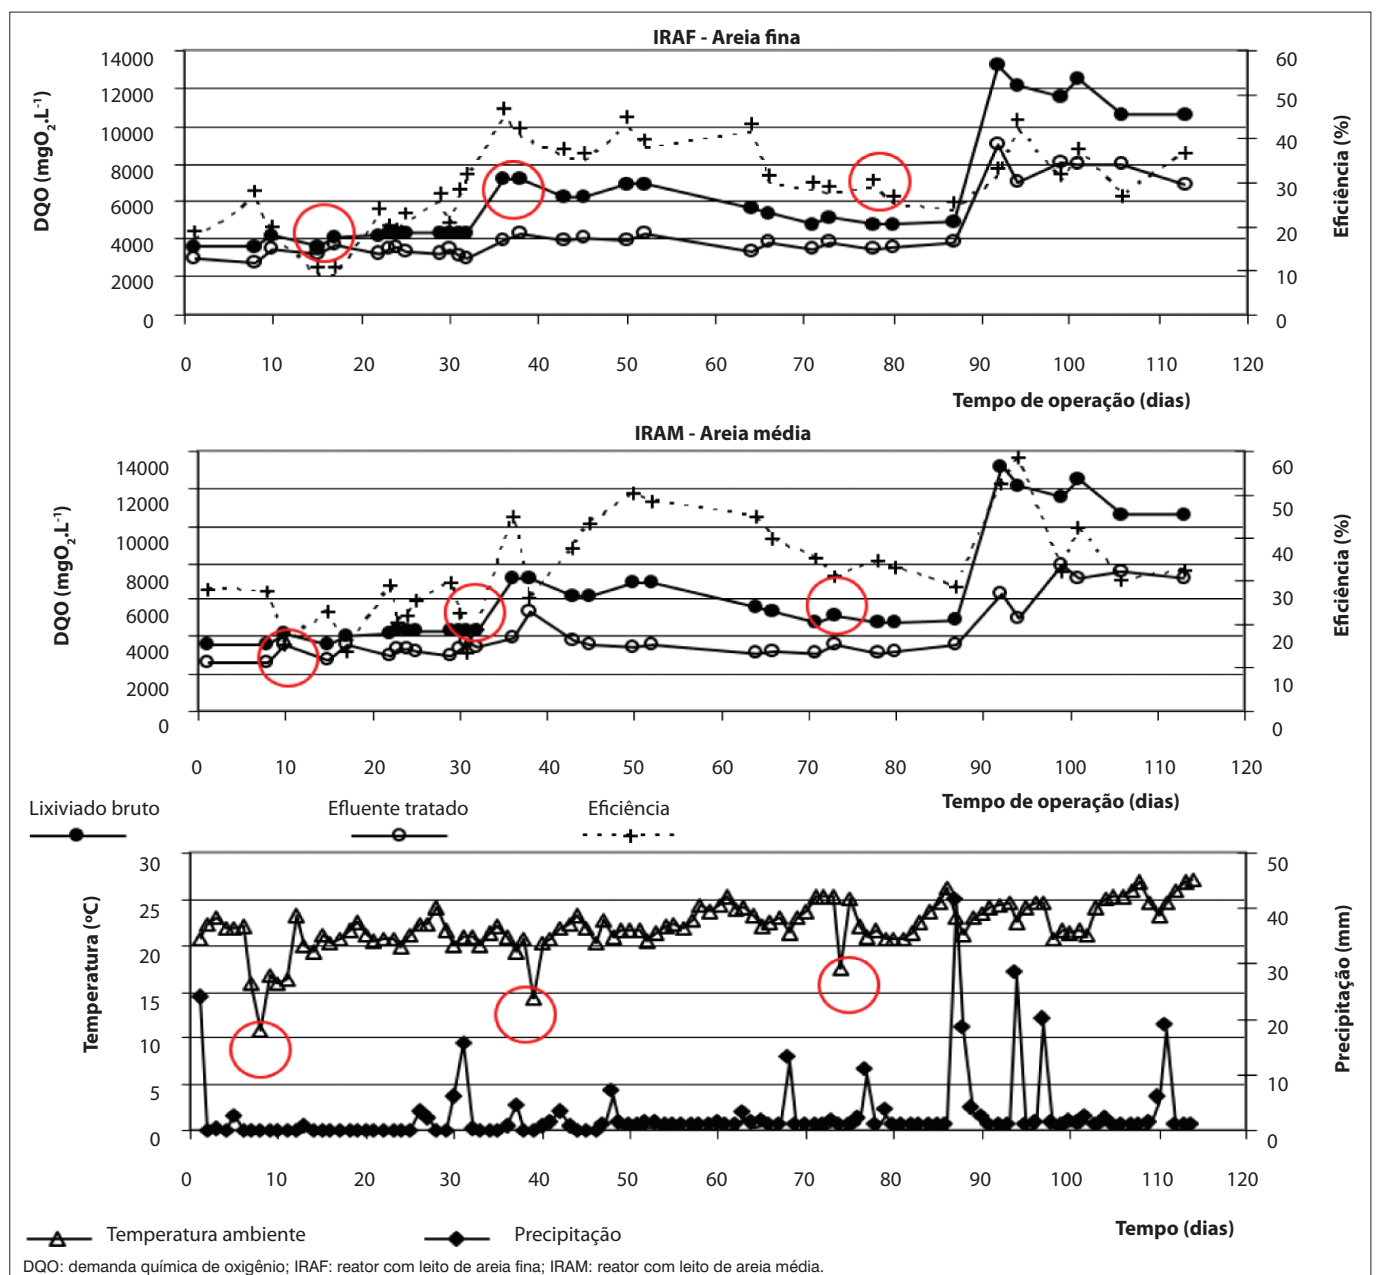 IRAF - Areia fina
14000
12000
10000
8000
6000
4000
2000
0
DQO (mgO₂.L⁻¹)
60
50
40
30
20
10
0
Eficiência (%)
0 10 20 30 40 50 60 70 80 90 100 110 120
Tempo de operação (dias)
IRAM - Areia média
14000
12000
10000
8000
6000
4000
2000
0
DQO (mgO₂.L⁻¹)
60
50
40
30
20
10
0
Eficiência (%)
0 10 20 30 40 50 60 70 80 90 100 110 120
Tempo de operação (dias)
Lixiviado bruto Efluente tratado Eficiência
30
25
20
15
10
5
0
Temperatura (ºC)
50
40
30
20
10
0
Precipitação (mm)
0 10 20 30 40 50 60 70 80 90 100 110 120
Tempo (dias)
Temperatura ambiente Precipitação
DQO: demanda química de oxigênio; IRAF: reator com leito de areia fina; IRAM: reator com leito de areia média.